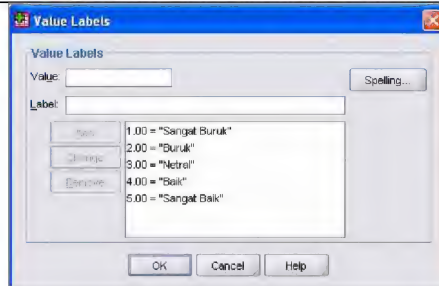 Value Labels
Value Labels
Value:
Spelling...
Label:
Add
Change
Remove
1.00 = "Sangat Buruk"
2.00 = "Buruk"
3.00 = "Netral"
4.00 = "Baik"
5.00 = "Sangat Baik"
OK
Cancel
Help